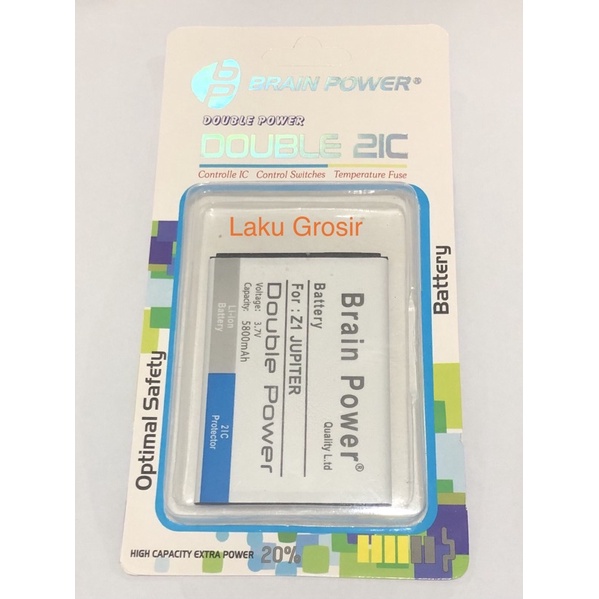 BRAIN POWER®
DOUBLE POWER
DOUBLE 2IC
Controlle IC Control Switches Temperature Fuse
Laku Grosir
Brain Power®
Quality L.td
Battery
For : Z1 JUPITER
Double Power
Voltage: 3.7V
Capacity: 5800mAh
Li-ion
Battery
2IC
Protector
Optimal Safety
Battery
HIGH CAPACITY EXTRA POWER 20%